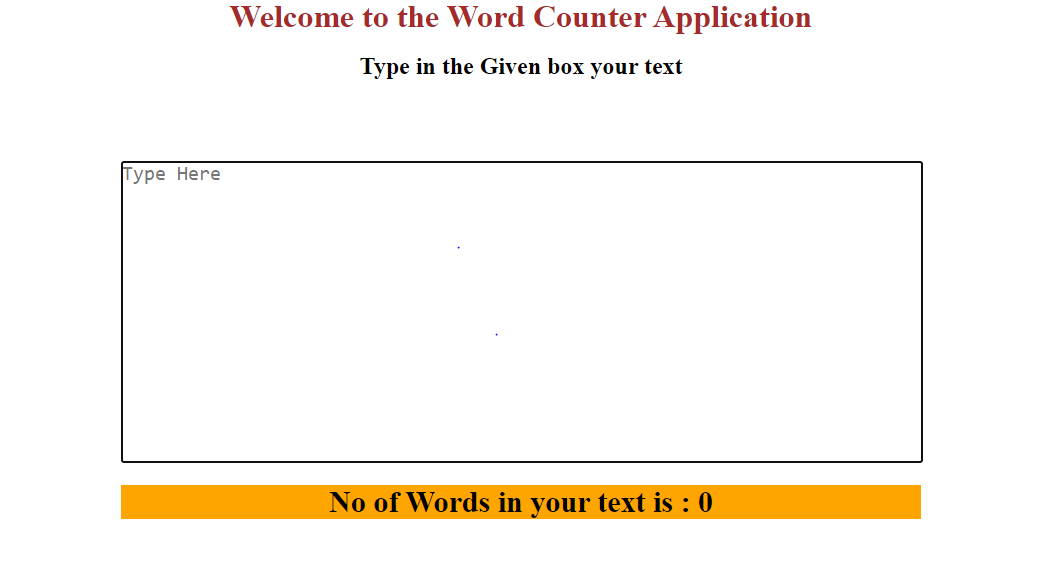 Welcome to the Word Counter Application
Type in the Given box your text
Type Here
No of Words in your text is : 0